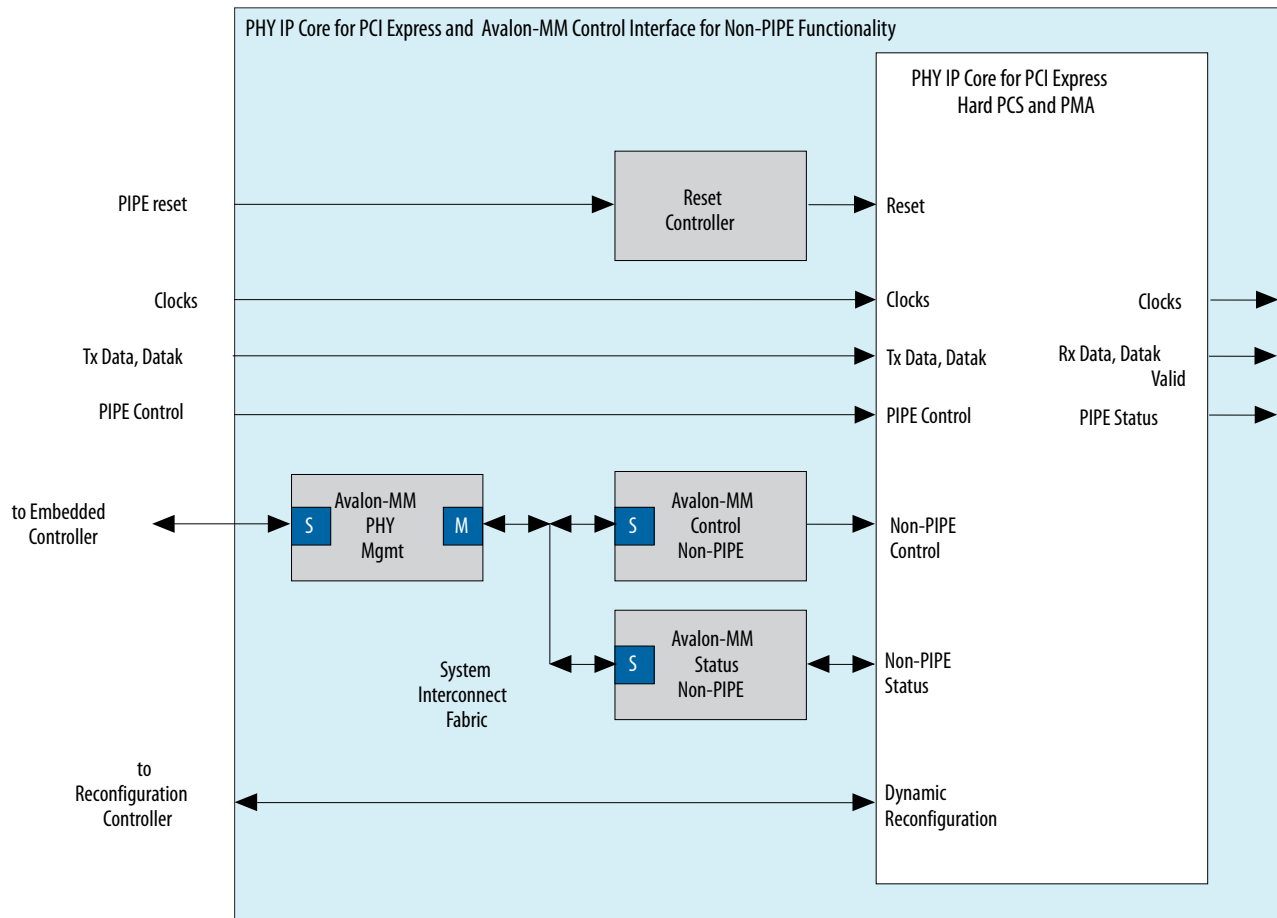 PHY IP Core for PCI Express and Avalon-MM Control Interface for Non-PIPE Functionality
PHY IP Core for PCI Express
Hard PCS and PMA
PIPE reset
Reset
Controller
Reset
Clocks
Clocks
Clocks
Tx Data, Datak
Tx Data, Datak
Rx Data, Datak
Valid
PIPE Control
PIPE Control
PIPE Status
to Embedded
Controller
S
Avalon-MM
PHY
Mgmt
M
S
Avalon-MM
Control
Non-PIPE
Non-PIPE
Control
System
Interconnect
Fabric
S
Avalon-MM
Status
Non-PIPE
Non-PIPE
Status
to
Reconfiguration
Controller
Dynamic
Reconfiguration